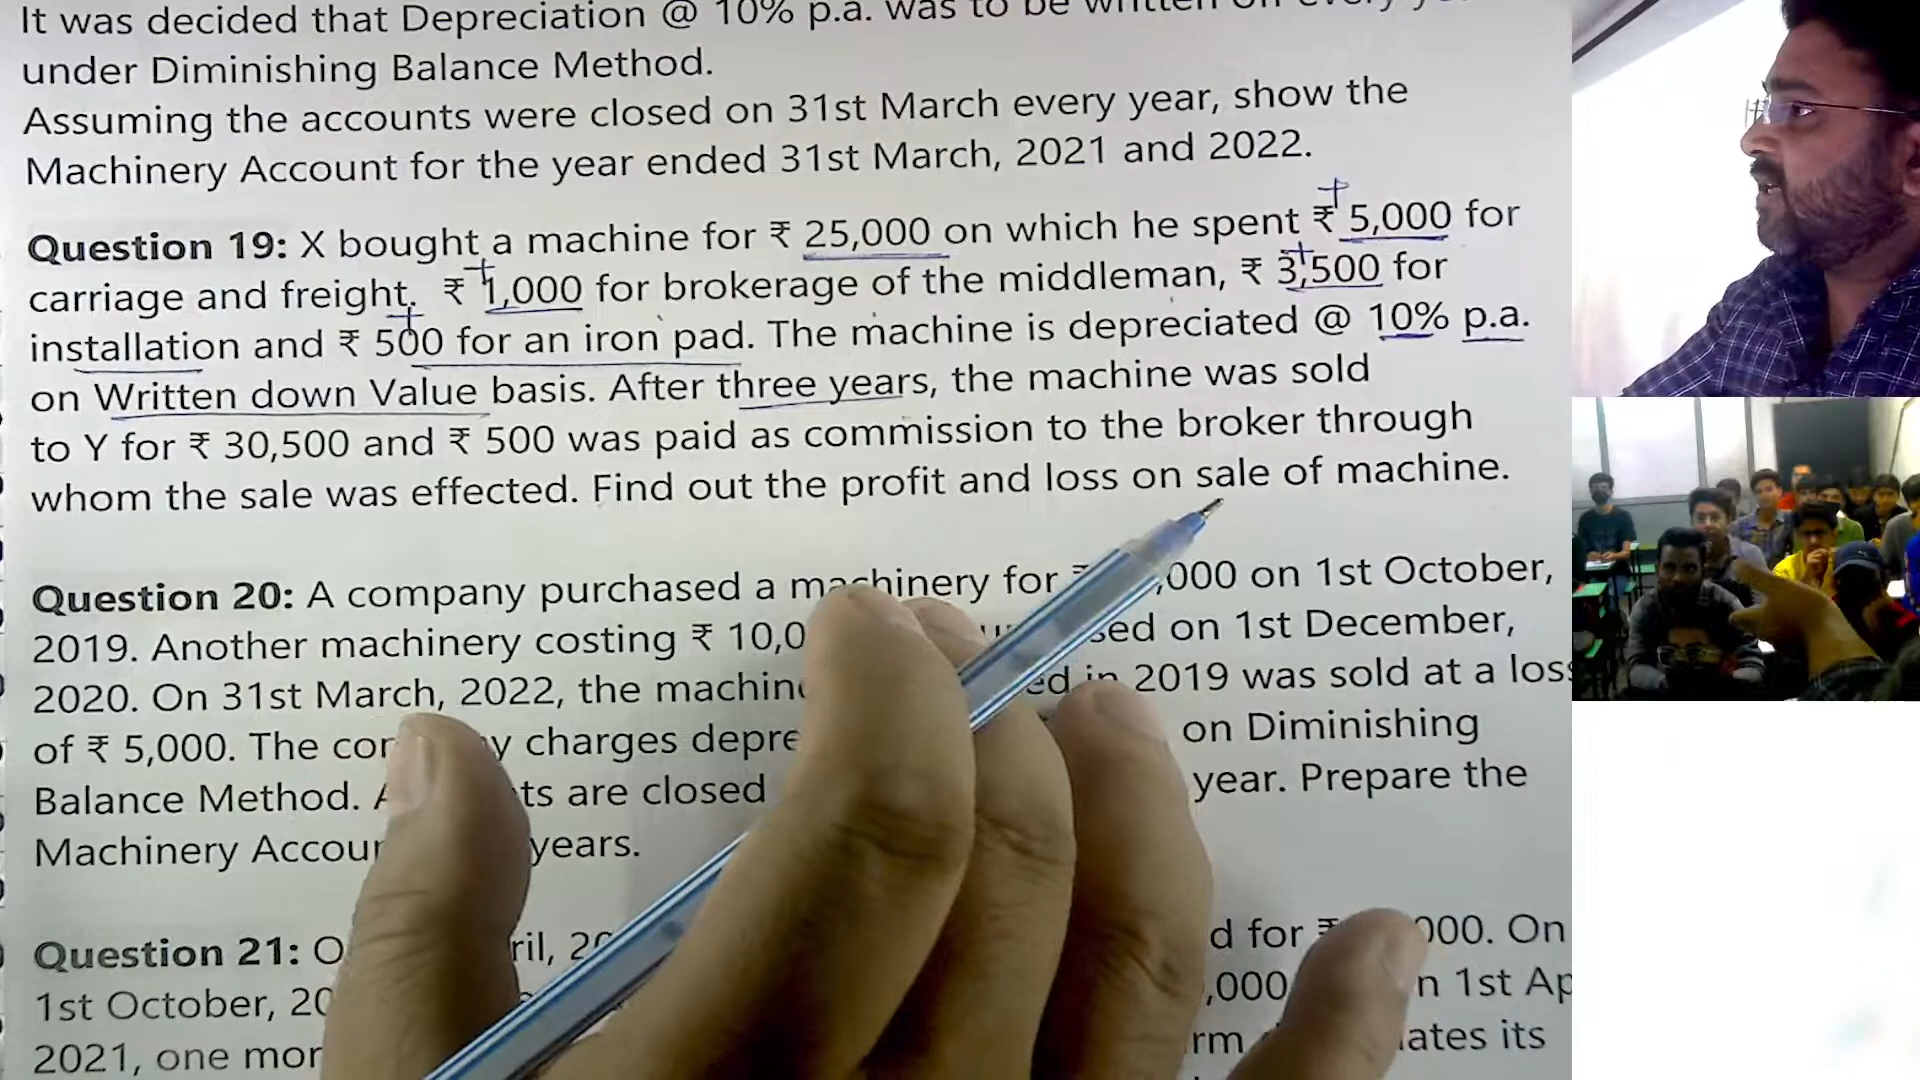 It was decided that Depreciation @ 10% p.a. was to be written off every
under Diminishing Balance Method.
Assuming the accounts were closed on 31st March every year, show the
Machinery Account for the year ended 31st March, 2021 and 2022.
Question 19: X bought a machine for ₹ 25,000 on which he spent ₹ 5,000 for
carriage and freight. ₹ 1,000 for brokerage of the middleman, ₹ 3,500 for
installation and ₹ 500 for an iron pad. The machine is depreciated @ 10% p.a.
on Written down Value basis. After three years, the machine was sold
to Y for ₹ 30,500 and ₹ 500 was paid as commission to the broker through
whom the sale was effected. Find out the profit and loss on sale of machine.
Question 20: A company purchased a machinery for ,000 on 1st October,
2019. Another machinery costing ₹ 10,0 sed on 1st December,
2020. On 31st March, 2022, the machin ed in 2019 was sold at a los
of ₹ 5,000. The co y charges depre on Diminishing
Balance Method. ts are closed year. Prepare the
Machinery Accou years.
Question 21: O ril, 20 d for ₹ 000. On
1st October, 20 ,000 n 1st Ap
2021, one mor rm ates its